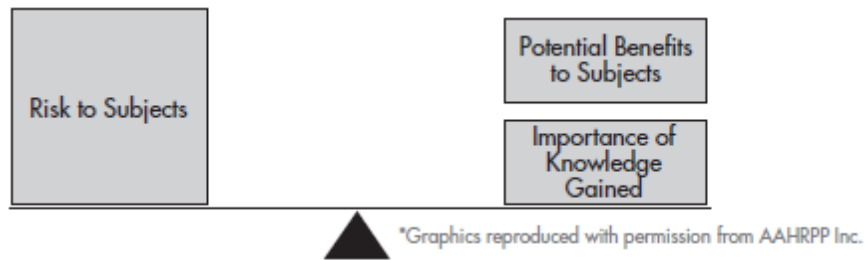 Risk to Subjects
Potential Benefits
to Subjects
Importance of
Knowledge
Gained
*Graphics reproduced with permission from AAHRPP Inc.